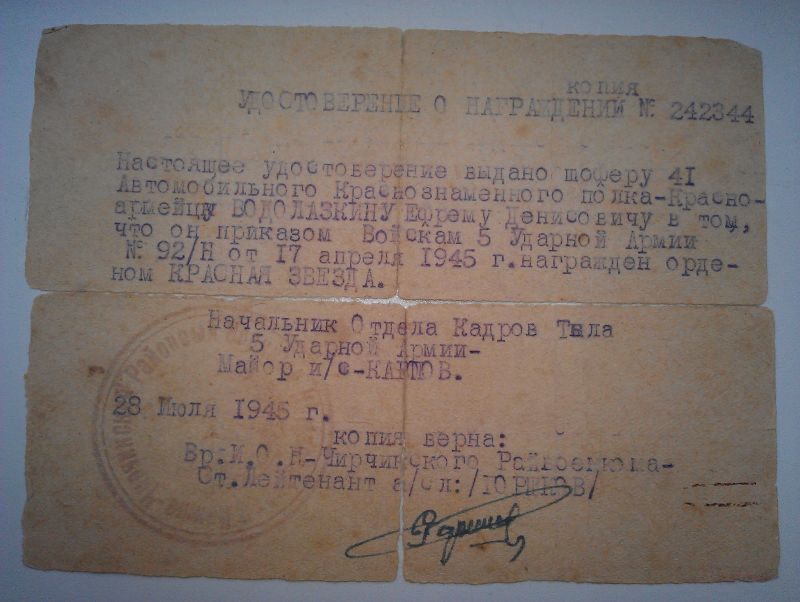 КОПИЯ
УДОСТОВЕРЕНИЕ О НАГРАЖДЕНИЙ № 242344
Настоящее удостоверение выдано шоферу 41
Автомобильного Краснознаменного полка-Красно-
армейцу ВОДОЛАЗКИНУ Ефрему Денисовичу в том,
что он приказом Войскам 5 Ударной Армии
№ 92/Н от 17 апреля 1945 г. награжден орде-
ном КРАСНАЯ ЗВЕЗДА.
Начальник Отдела Кадров Тыла
5 Ударной Армии-
Майор и/с-
28 Июля 1945 г.
копия верна:
Вр.И.О.Н-Чирчикского Райвоенкома-
Ст.Лейтенант а/сл:/